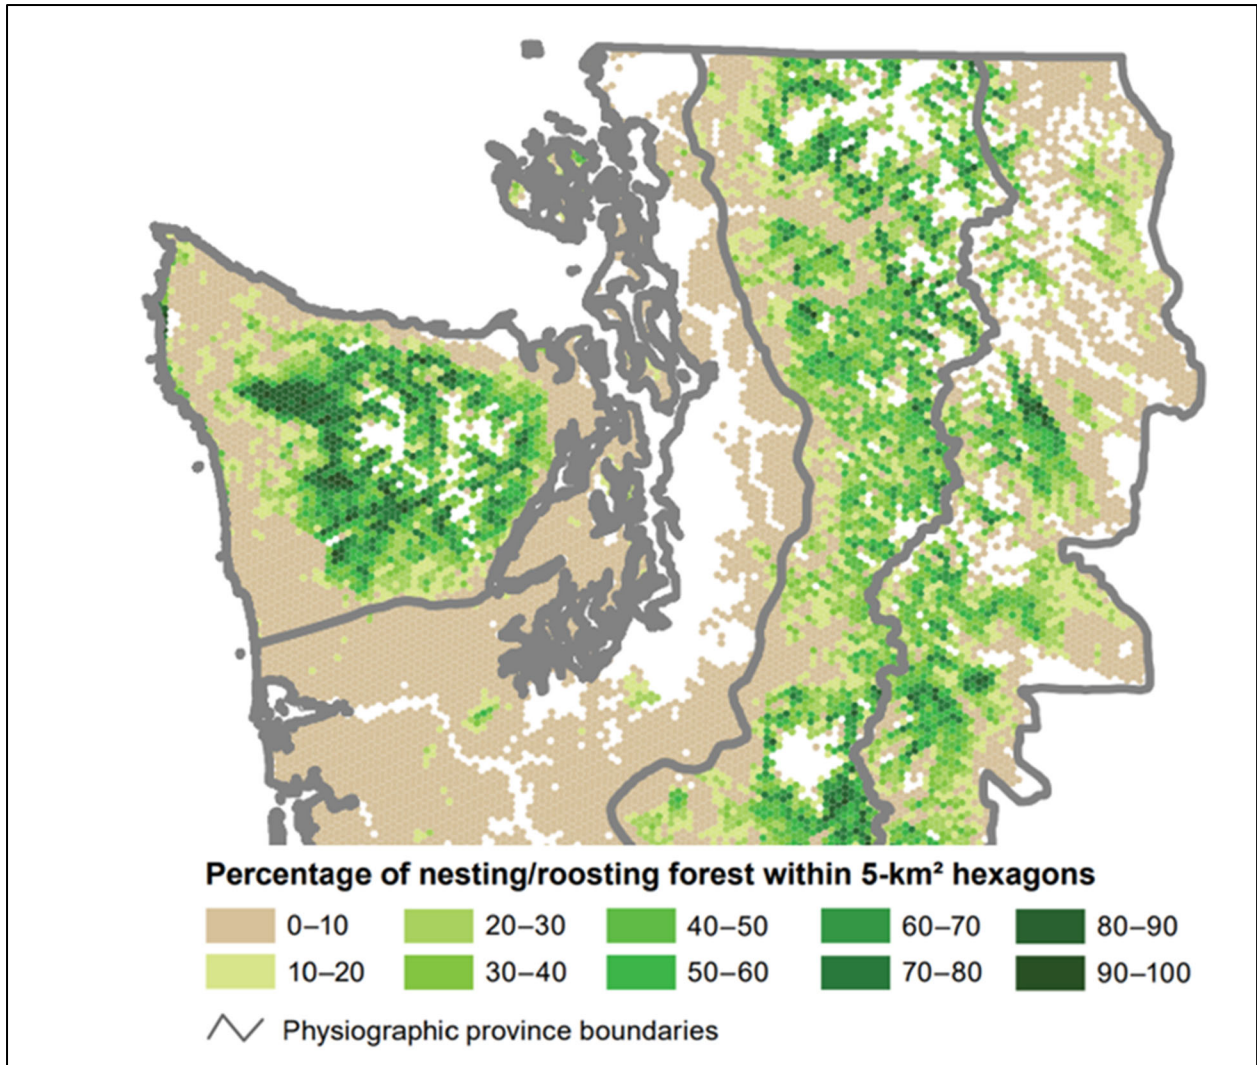 Percentage of nesting/roosting forest within 5-km² hexagons
0–10 20–30 40–50 60–70 80–90
10–20 30–40 50–60 70–80 90–100
Physiographic province boundaries